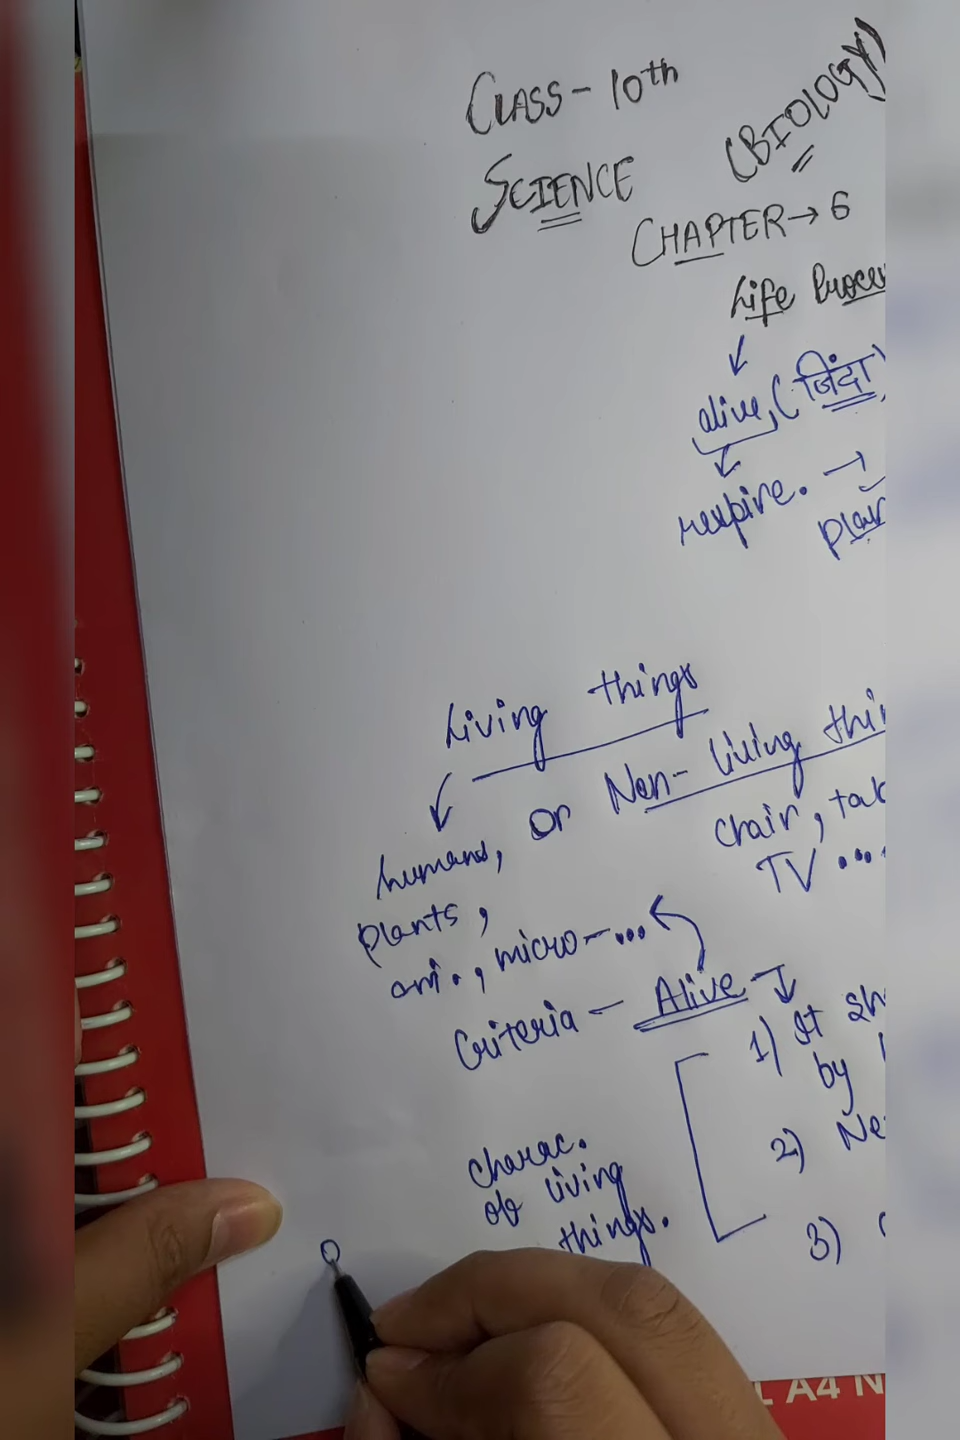 CLASS - 10th
(BIOLOGY)
SCIENCE
CHAPTER → 6
Life
alive, (जिंदा)
respire. →
Living things
or Non-living
humans,
chair,
plants,
TV ....
ani., micro-...
Criteria - Alive
1) It
by
charac.
of living
things.
2)
3)
A4